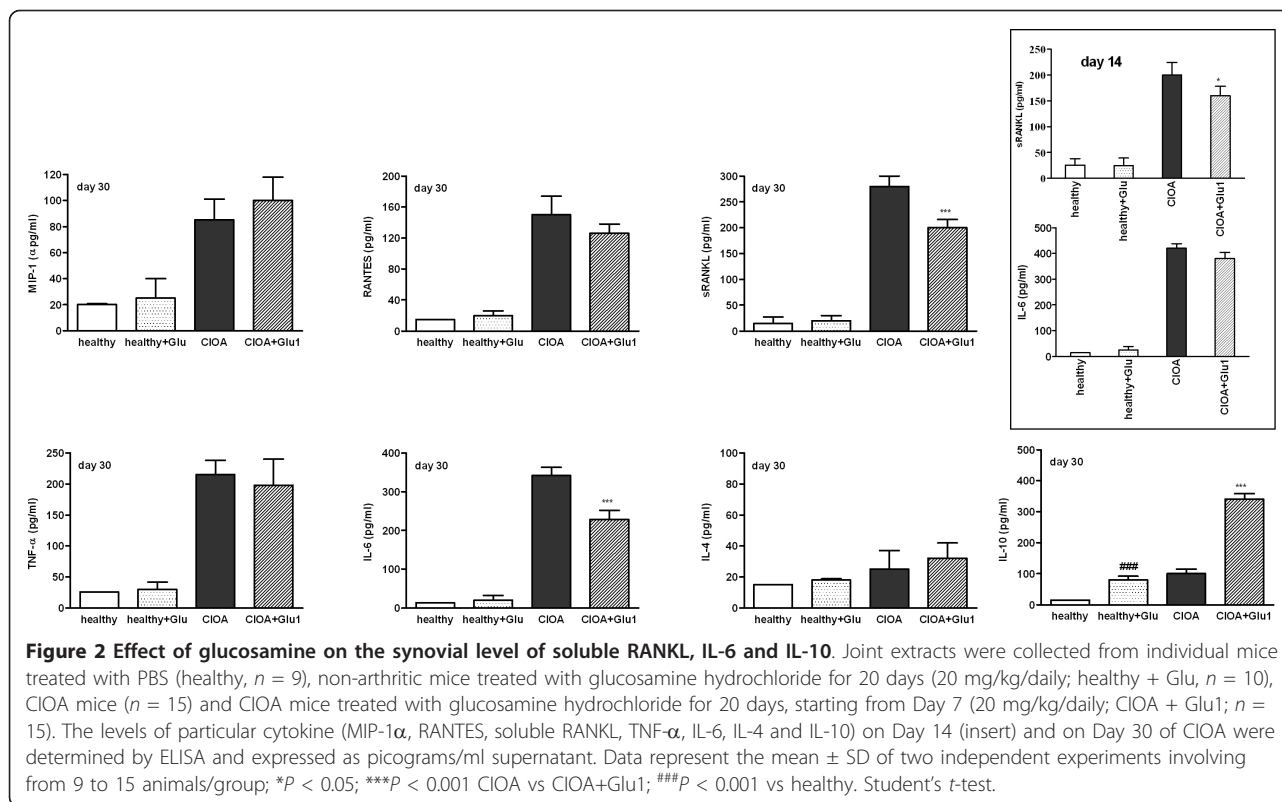 day 14
sRANKL (pg/ml)
250
200
150
100
50
0
*
healthy
healthy+Glu
CIOA
CIOA+Glu1
IL-6 (pg/ml)
500
400
300
200
100
0
healthy
healthy+Glu
CIOA
CIOA+Glu1
day 30
MIP-1 (α pg/ml)
120
100
80
60
40
20
0
healthy healthy+Glu CIOA CIOA+Glu1
day 30
RANTES (pg/ml)
200
160
120
80
40
0
healthy healthy+Glu CIOA CIOA+Glu1
day 30
sRANKL (pg/ml)
300
250
200
150
100
50
0
***
healthy healthy+Glu CIOA CIOA+Glu1
day 30
TNF-α (pg/ml)
250
200
150
100
50
0
healthy healthy+Glu CIOA CIOA+Glu1
day 30
IL-6 (pg/ml)
400
300
200
100
0
***
healthy healthy+Glu CIOA CIOA+Glu1
day 30
IL-4 (pg/ml)
100
80
60
40
20
0
healthy healthy+Glu CIOA CIOA+Glu1
day 30
IL-10 (pg/ml)
500
400
300
200
100
0
###
***
healthy healthy+Glu CIOA CIOA+Glu1
Figure 2 Effect of glucosamine on the synovial level of soluble RANKL, IL-6 and IL-10. Joint extracts were collected from individual mice
treated with PBS (healthy, n = 9), non-arthritic mice treated with glucosamine hydrochloride for 20 days (20 mg/kg/daily; healthy + Glu, n = 10),
CIOA mice (n = 15) and CIOA mice treated with glucosamine hydrochloride for 20 days, starting from Day 7 (20 mg/kg/daily; CIOA + Glu1; n =
15). The levels of particular cytokine (MIP-1α, RANTES, soluble RANKL, TNF-α, IL-6, IL-4 and IL-10) on Day 14 (insert) and on Day 30 of CIOA were
determined by ELISA and expressed as picograms/ml supernatant. Data represent the mean ± SD of two independent experiments involving
from 9 to 15 animals/group; *P < 0.05; ***P < 0.001 CIOA vs CIOA+Glu1; ###P < 0.001 vs healthy. Student's t-test.